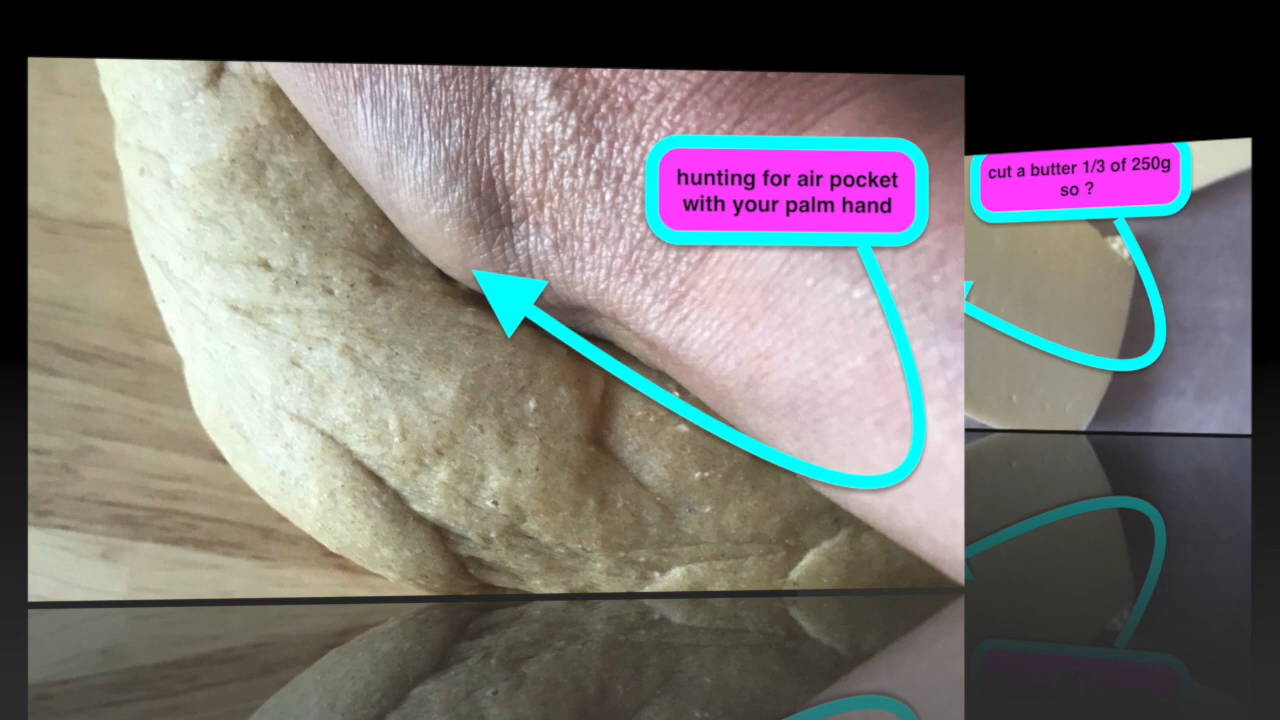 hunting for air pocket
with your palm hand
cut a butter 1/3 of 250g
so ?